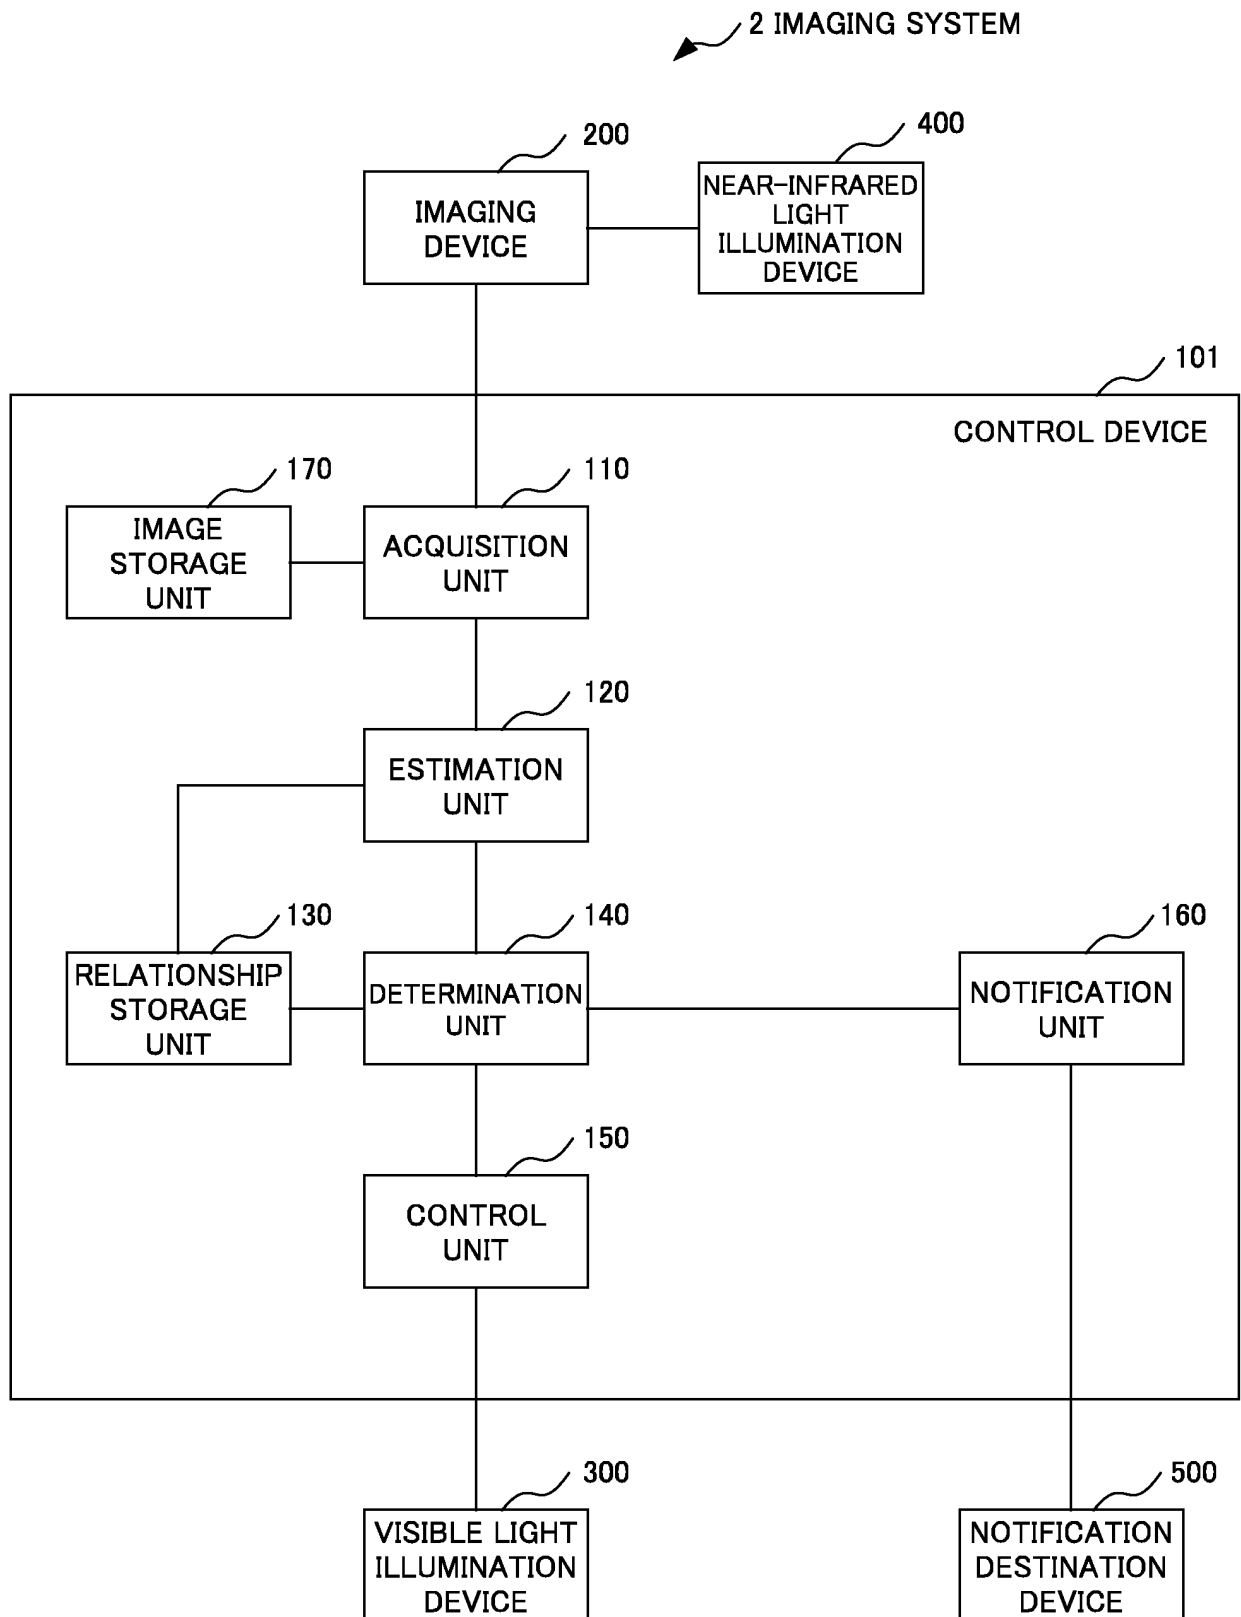 2 IMAGING SYSTEM
200
400
IMAGING
DEVICE
NEAR-INFRARED
LIGHT
ILLUMINATION
DEVICE
101
CONTROL DEVICE
170
110
IMAGE
STORAGE
UNIT
ACQUISITION
UNIT
120
ESTIMATION
UNIT
130
140
160
RELATIONSHIP
STORAGE
UNIT
DETERMINATION
UNIT
NOTIFICATION
UNIT
150
CONTROL
UNIT
300
500
VISIBLE LIGHT
ILLUMINATION
DEVICE
NOTIFICATION
DESTINATION
DEVICE